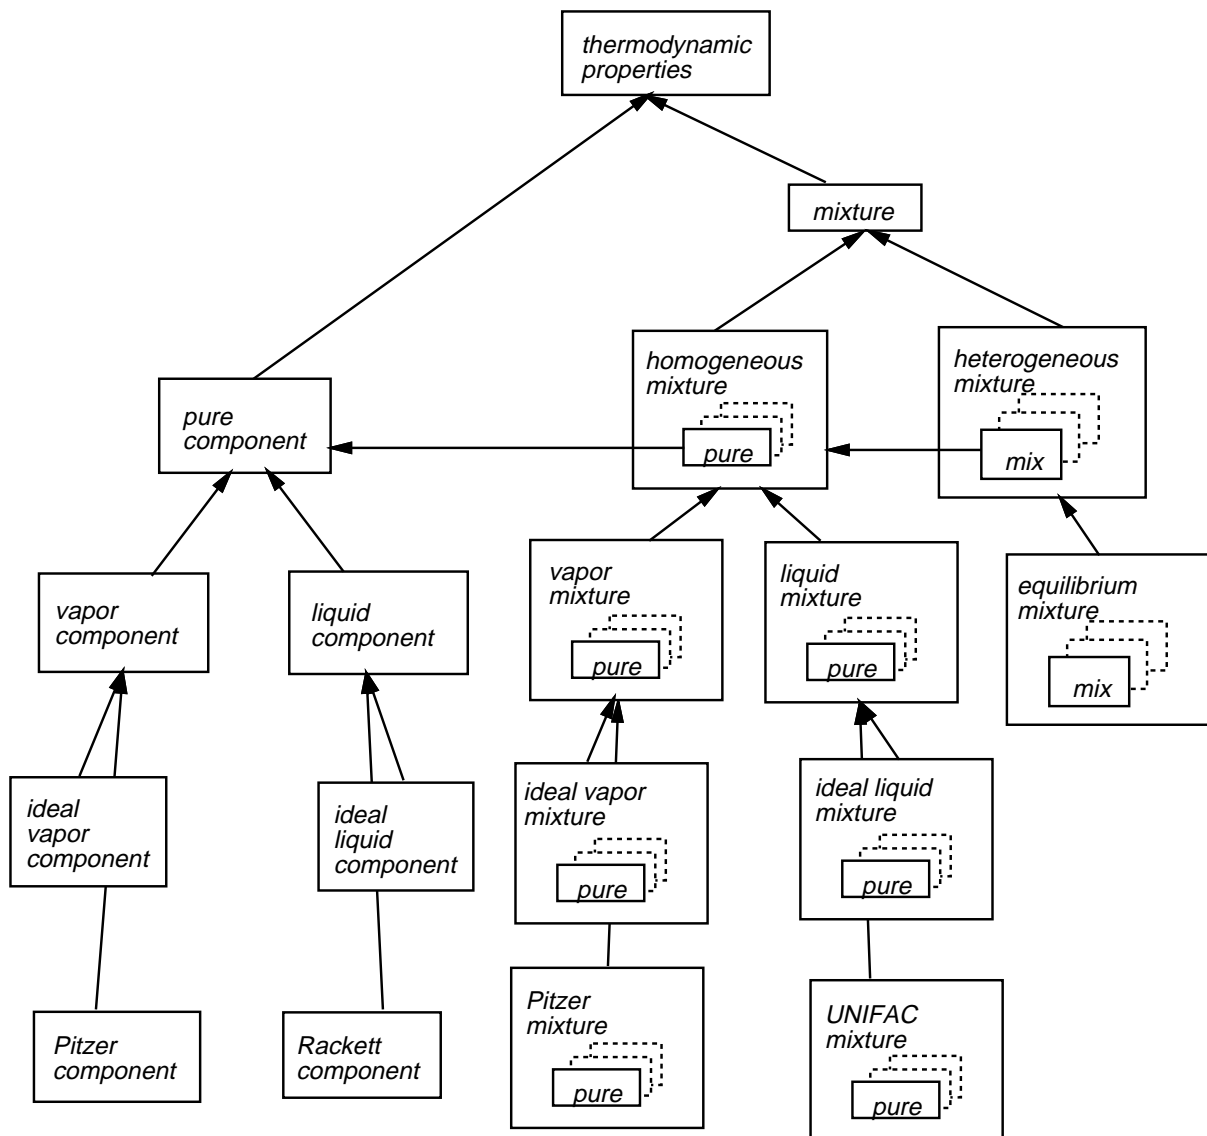 thermodynamic
properties
mixture
homogeneous
mixture
pure
heterogeneous
mixture
mix
pure
component
vapor
mixture
pure
liquid
mixture
pure
equilibrium
mixture
mix
vapor
component
liquid
component
ideal vapor
mixture
pure
ideal liquid
mixture
pure
ideal
vapor
component
ideal
liquid
component
Pitzer
mixture
pure
UNIFAC
mixture
pure
Pitzer
component
Rackett
component